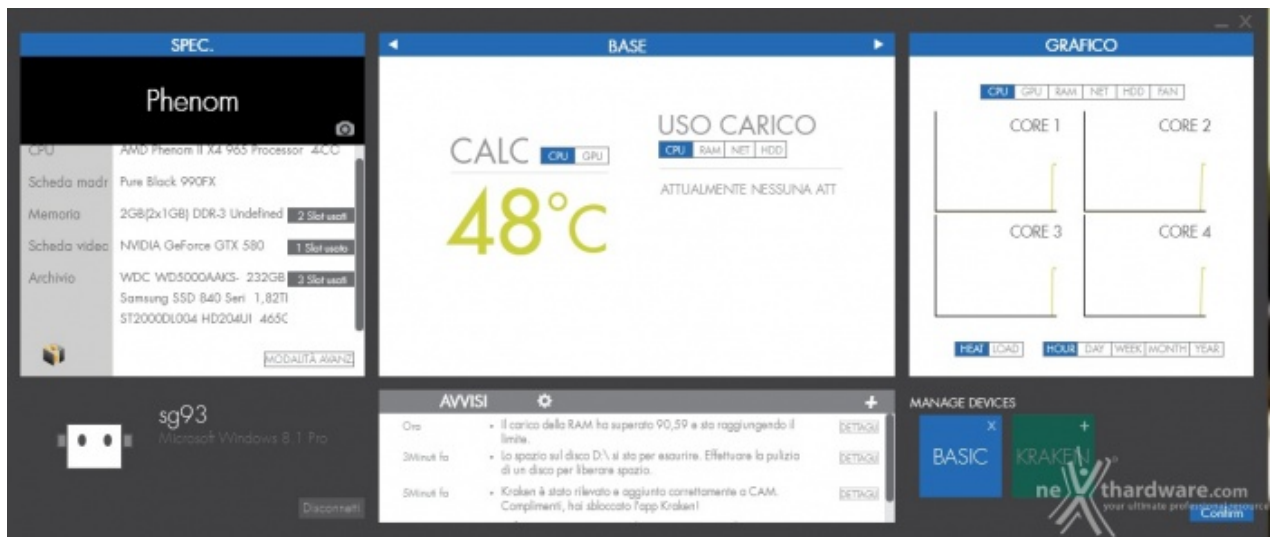 SPEC.
Phenom
CPU AMD Phenom II X4 965 Processor 4CO
Scheda madr Pure Black 990FX
Memoria 2GB(2x1GB) DDR-3 Undefined 2 Slot usati
Scheda video NVIDIA GeForce GTX 580 1 Slot usato
Archivio WDC WD5000AAKS- 232GB 3 Slot usati
Samsung SSD 840 Seri 1,82TI
ST2000DL004 HD204UI 465C
MODALITÀ AVANZ
BASE
CALC CPU GPU
48°C
USO CARICO
CPU RAM NET HDD
ATTUALMENTE NESSUNA ATT
GRAFICO
CPU GPU RAM NET HDD FAN
CORE 1 CORE 2
CORE 3 CORE 4
HEAT LOAD HOUR DAY WEEK MONTH YEAR
sg93
Microsoft Windows 8.1 Pro
Disconnetti
AVVISI
Ora • Il carico della RAM ha superato 90,59 e sta raggiungendo il DETTAGLI
limite.
3Minuti fa • Lo spazio sul disco D:\ si sta per esaurire. Effettuare la pulizia DETTAGLI
di un disco per liberare spazio.
5Minuti fa • Kraken è stato rilevato e aggiunto correttamente a CAM. DETTAGLI
Complimenti, hai sbloccato l'app Kraken!
MANAGE DEVICES
BASIC KRAKEN
nexthardware.com
your ultimate professional resource
Confirm